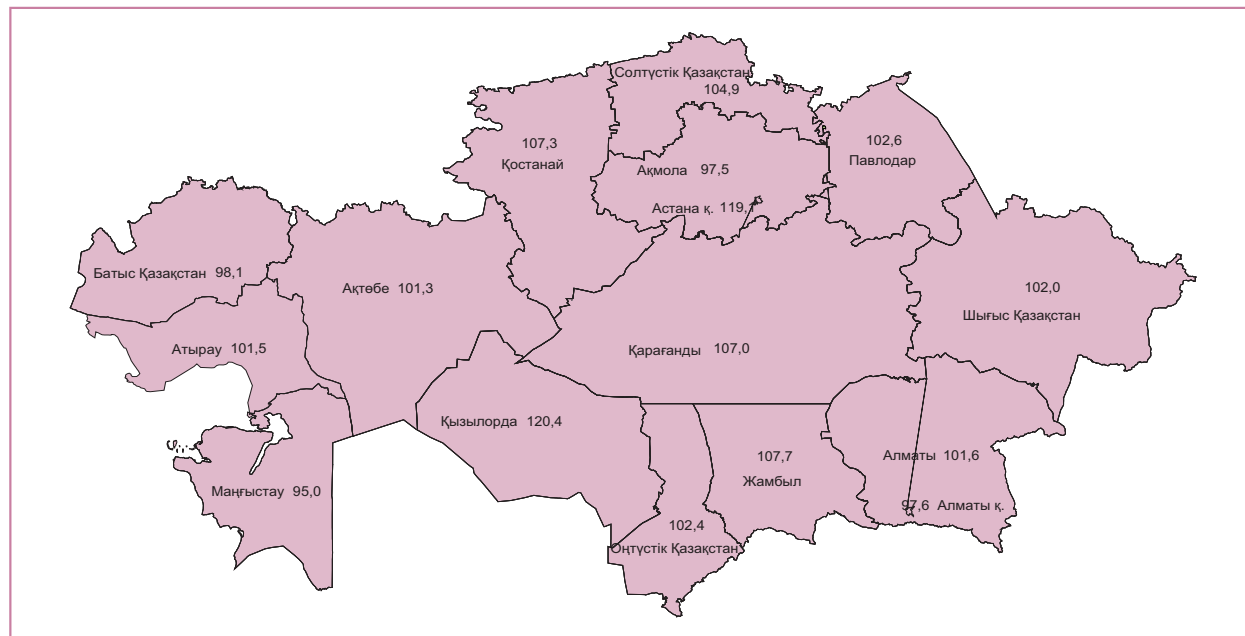 Солтүстік Қазақстан
104,9
107,3
Қостанай
102,6
Павлодар
Ақмола 97,5
Астана қ. 119,1
Батыс Қазақстан 98,1
Ақтөбе 101,3
102,0
Шығыс Қазақстан
Атырау 101,5
Қарағанды 107,0
Қызылорда 120,4
107,7
Жамбыл
Алматы 101,6
Маңғыстау 95,0
97,6 Алматы қ.
102,4
Оңтүстік Қазақстан